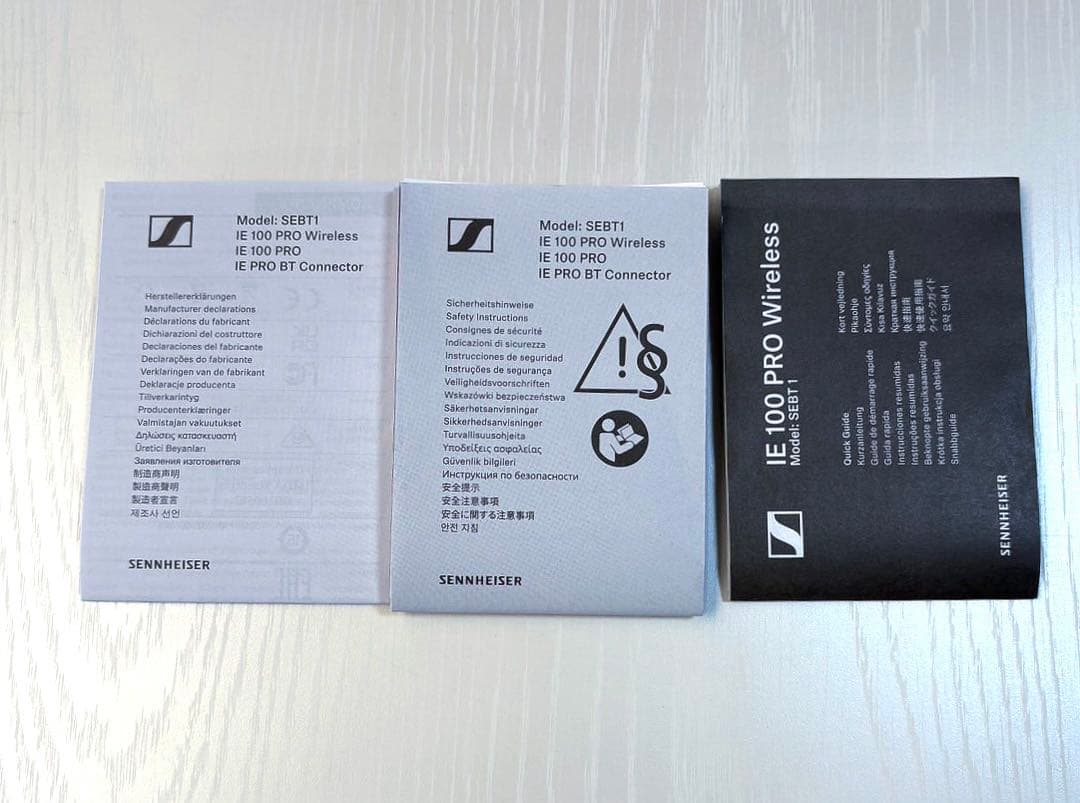 Model: SEBT1
IE 100 PRO Wireless
IE 100 PRO
IE PRO BT Connector
Herstellererklärungen
Manufacturer declarations
Déclarations du fabricant
Dichiarazioni del costruttore
Declaraciones del fabricante
Declarações do fabricante
Verklaringen van de fabrikant
Deklaracje producenta
Tillverkarintyg
Producenterklæringer
Valmistajan vakuutukset
Δηλώσεις κατασκευαστή
Üretici Beyanları
Заявления изготовителя
制造商声明
製造商聲明
製造者宣言
제조사 선언
SENNHEISER
Model: SEBT1
IE 100 PRO Wireless
IE 100 PRO
IE PRO BT Connector
Sicherheitshinweise
Safety Instructions
Consignes de sécurité
Indicazioni di sicurezza
Instrucciones de seguridad
Instruções de segurança
Veiligheidsvoorschriften
Wskazówki bezpieczeństwa
Säkerhetsanvisningar
Sikkerhedsanvisninger
Turvallisuusohjeita
Υποδείξεις ασφαλείας
Güvenlik bilgileri
Инструкция по безопасности
安全提示
安全注意事項
安全に関する注意事項
안전 지침
SENNHEISER
IE 100 PRO Wireless
Model: SEBT1
Quick Guide
Kurzanleitung
Guide de démarrage rapide
Guida rapida
Instrucciones resumidas
Instruções resumidas
Beknopte gebruiksaanwijzing
Krótka instrukcja obsługi
Snabbguide
Kort vejledning
Pikaohje
Σύντομες οδηγίες
Kısa Kılavuz
Краткая инструкция
快速指南
快速使用指南
クイックガイド
요약 안내서
SENNHEISER